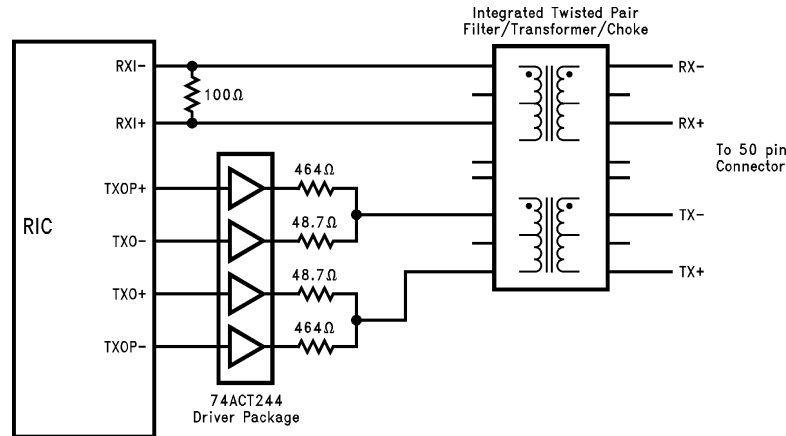 Integrated Twisted Pair
Filter/Transformer/Choke
RIC
RXI-
100Ω
RXI+
TXOP+
TXO-
TXO+
TXOP-
464Ω
48.7Ω
48.7Ω
464Ω
74ACT244
Driver Package
RX-
RX+
To 50 pin
Connector
TX-
TX+